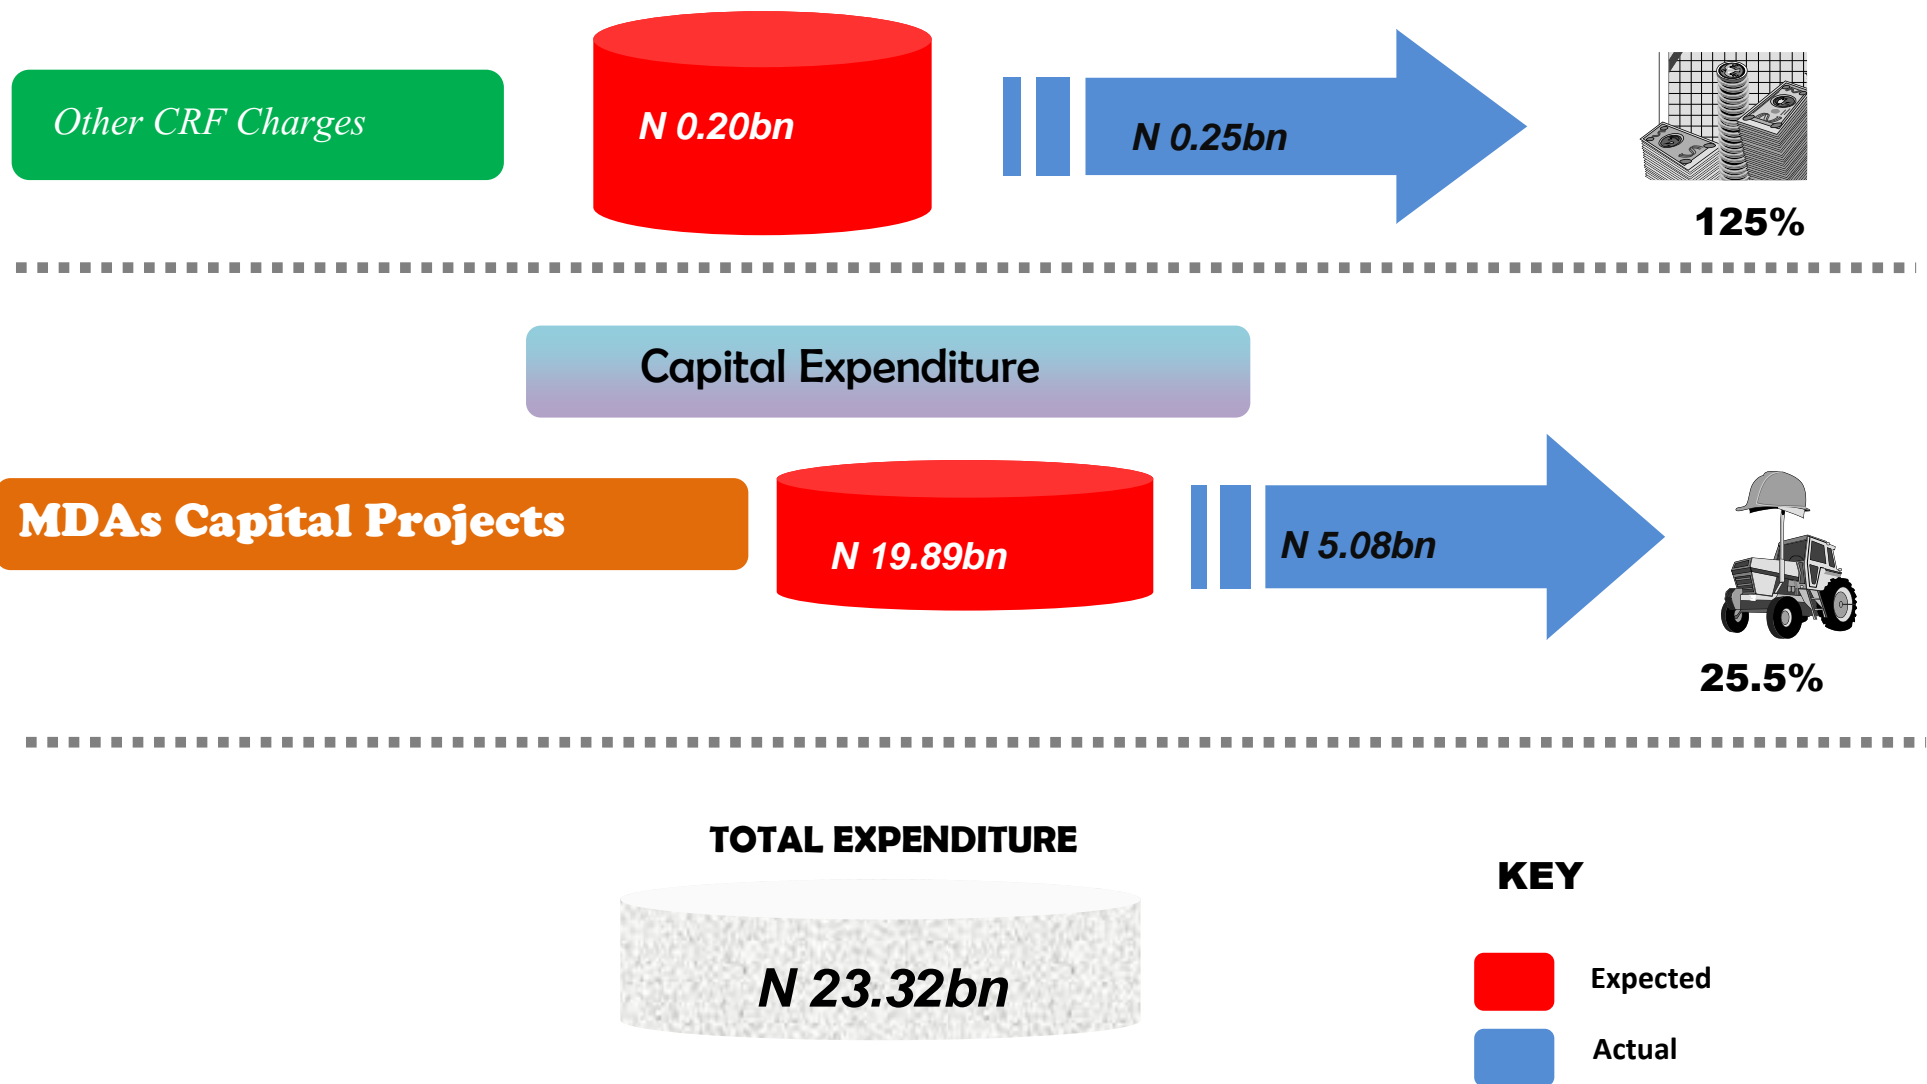 Other CRF Charges
N 0.20bn
N 0.25bn
125%
Capital Expenditure
MDAs Capital Projects
N 19.89bn
N 5.08bn
25.5%
TOTAL EXPENDITURE
N 23.32bn
KEY
Expected
Actual